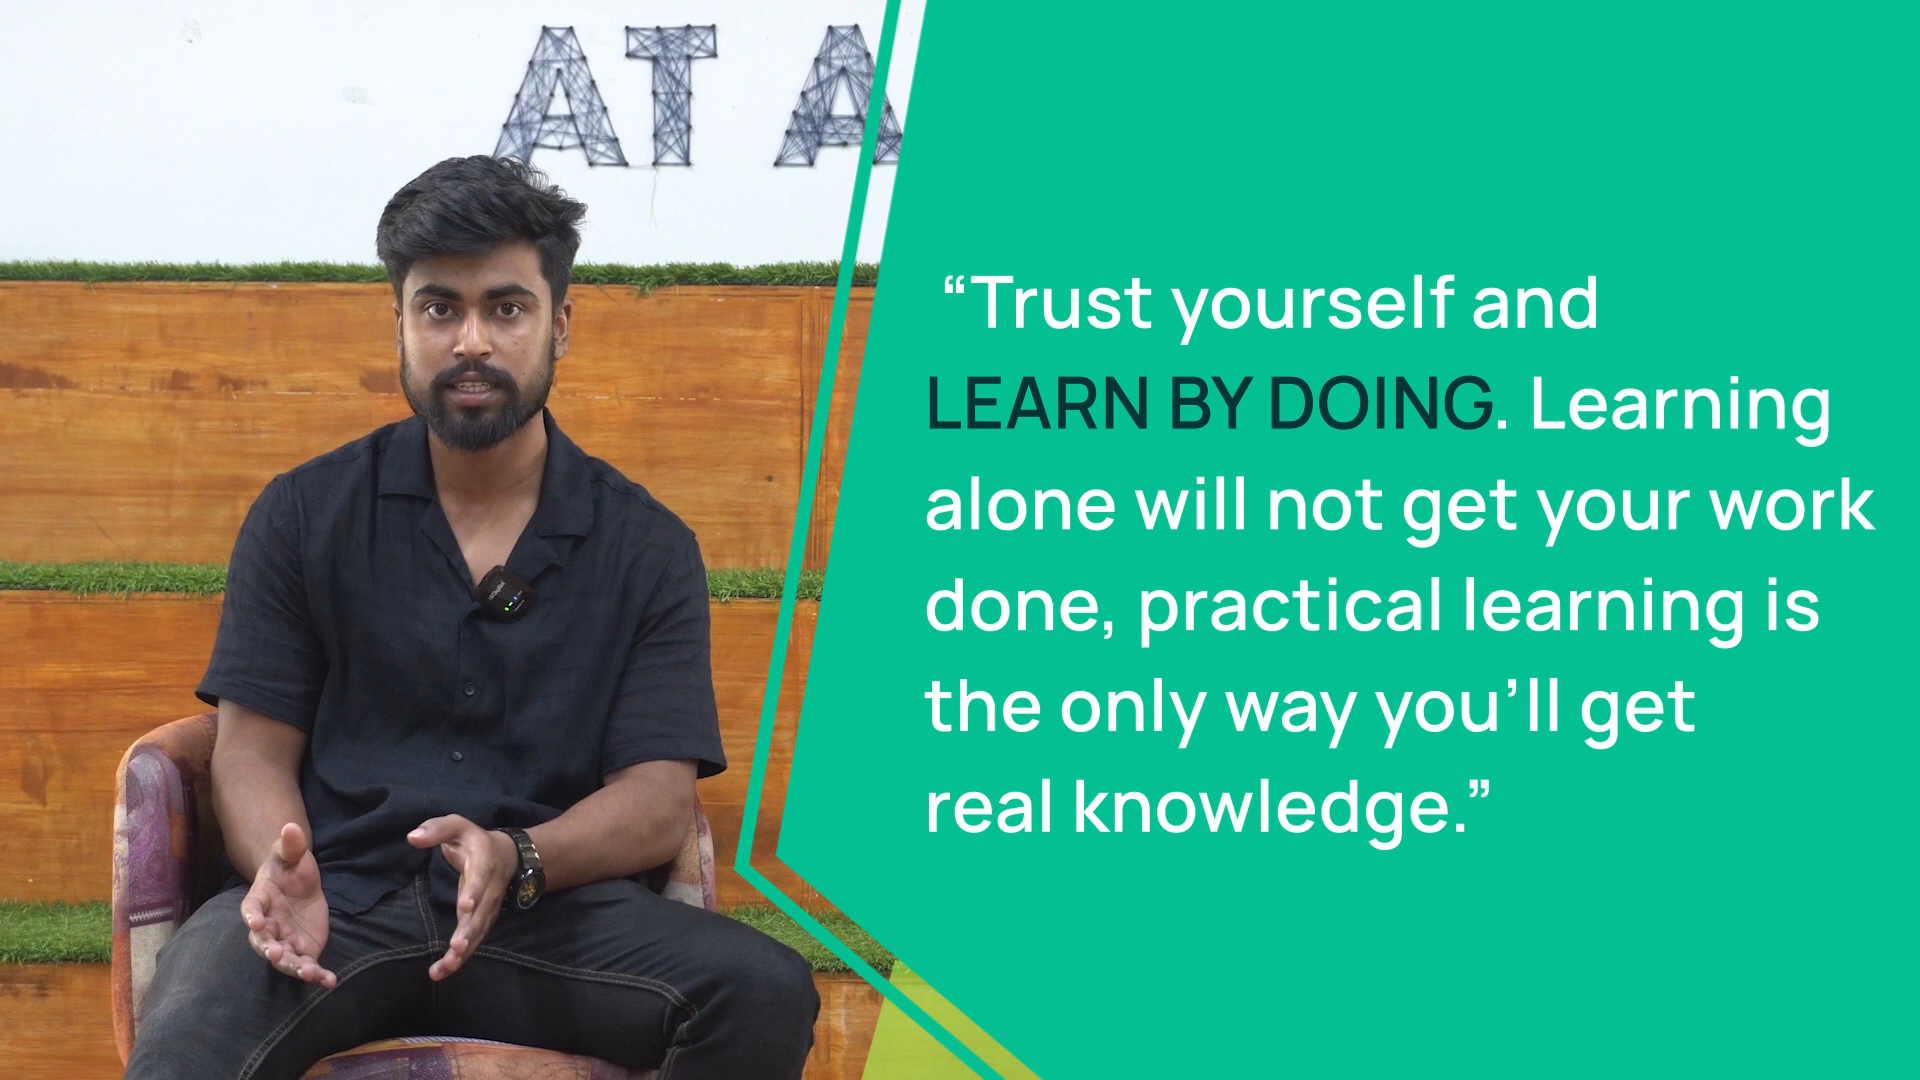 AT A
“Trust yourself and
LEARN BY DOING. Learning
alone will not get your work
done, practical learning is
the only way you’ll get
real knowledge.”